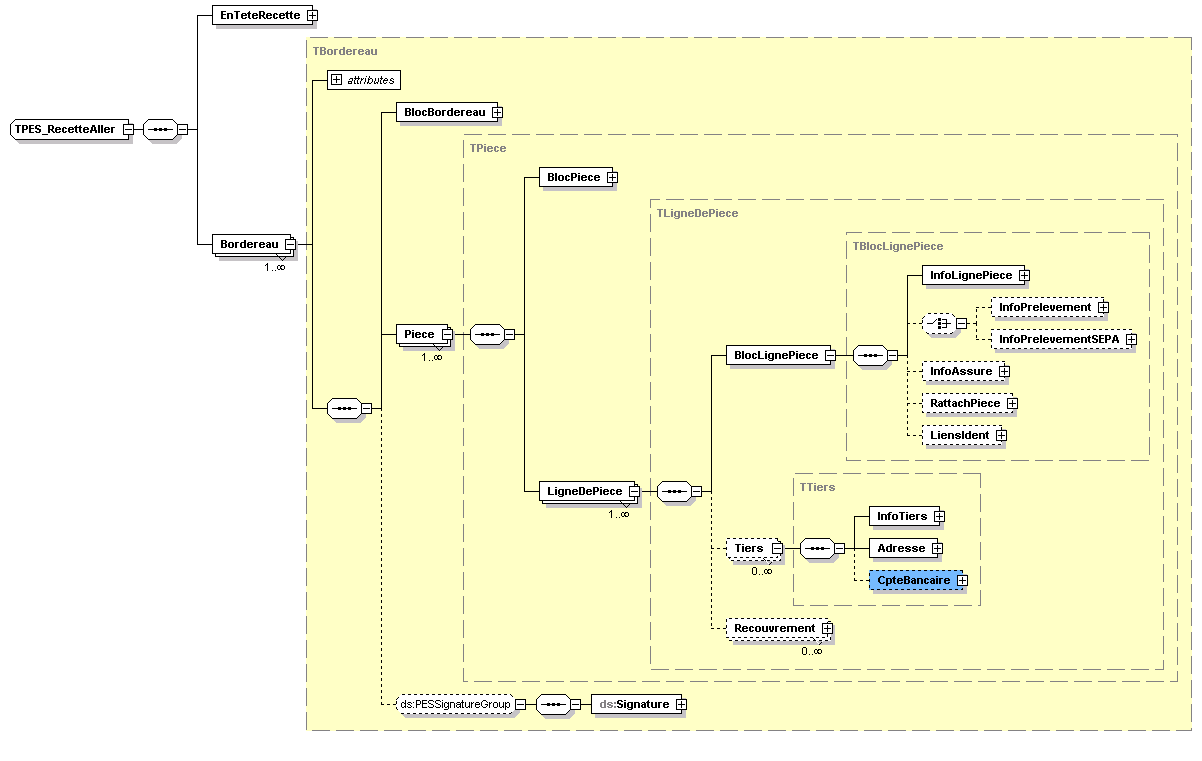 EnTeteRecette
TBordereau
attributes
BlocBordereau
TPES_RecetteAller
TPiece
BlocPiece
TLigneDePiece
TBlocLignePiece
Bordereau
1..∞
InfoLignePiece
InfoPrelevement
Piece
1..∞
InfoPrelevementSEPA
BlocLignePiece
InfoAssure
RattachPiece
LiensIdent
LigneDePiece
1..∞
TTiers
InfoTiers
Tiers
0..∞
Adresse
CpteBancaire
Recouvrement
0..∞
ds:PESSignatureGroup
ds:Signature